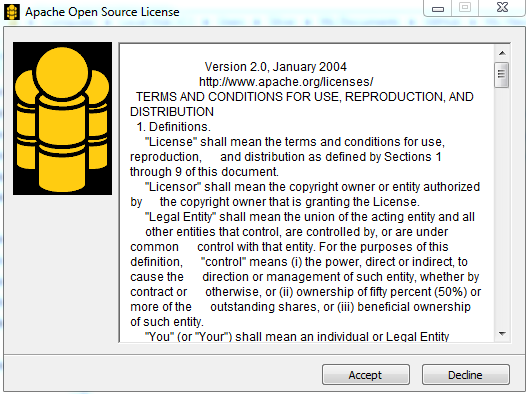 Apache Open Source License
Version 2.0, January 2004
http://www.apache.org/licenses/
TERMS AND CONDITIONS FOR USE, REPRODUCTION, AND
DISTRIBUTION
1. Definitions.
"License" shall mean the terms and conditions for use,
reproduction, and distribution as defined by Sections 1
through 9 of this document.
"Licensor" shall mean the copyright owner or entity authorized
by the copyright owner that is granting the License.
"Legal Entity" shall mean the union of the acting entity and all
other entities that control, are controlled by, or are under
common control with that entity. For the purposes of this
definition, "control" means (i) the power, direct or indirect, to
cause the direction or management of such entity, whether by
contract or otherwise, or (ii) ownership of fifty percent (50%) or
more of the outstanding shares, or (iii) beneficial ownership
of such entity.
"You" (or "Your") shall mean an individual or Legal Entity
Accept Decline